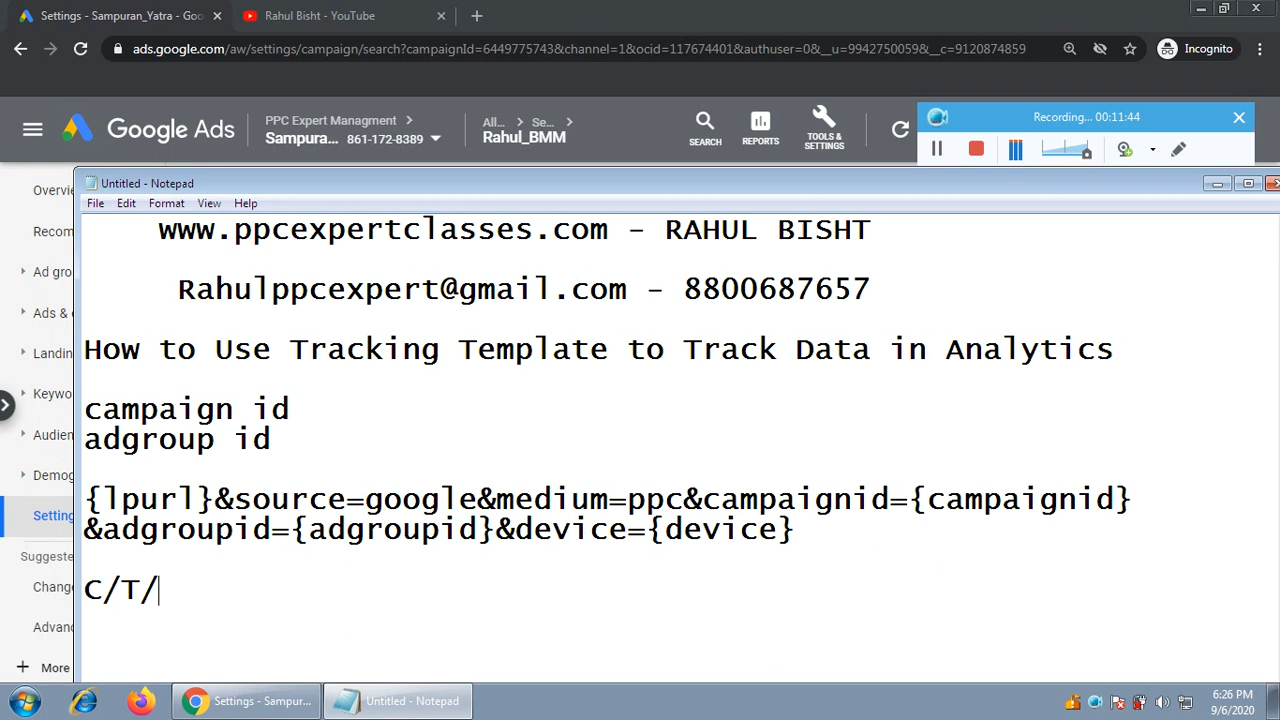 Settings - Sampuran_Yatra - Goo
Rahul Bisht - YouTube
ads.google.com/aw/settings/campaign/search?campaignId=6449775743&channel=1&ocid=117674401&authuser=0&__u=9942750059&__c=9120874859
Incognito
Google Ads
PPC Expert Managment
Sampura... 861-172-8389
All... Se...
Rahul_BMM
SEARCH
REPORTS
TOOLS & SETTINGS
Recording... 00:11:44
Untitled - Notepad
File Edit Format View Help
www.ppcexpertclasses.com - RAHUL BISHT
Rahulppcexpert@gmail.com - 8800687657
How to Use Tracking Template to Track Data in Analytics
campaign id
adgroup id
{lpurl}&source=google&medium=ppc&campaignid={campaignid}
&adgroupid={adgroupid}&device={device}
C/T/
Overv
Recom
Ad gro
Ads & e
Landin
Keywo
Audien
Demog
Setting
Suggeste
Change
Advanc
More
Settings - Sampur...
Untitled - Notepad
6:26 PM
9/6/2020